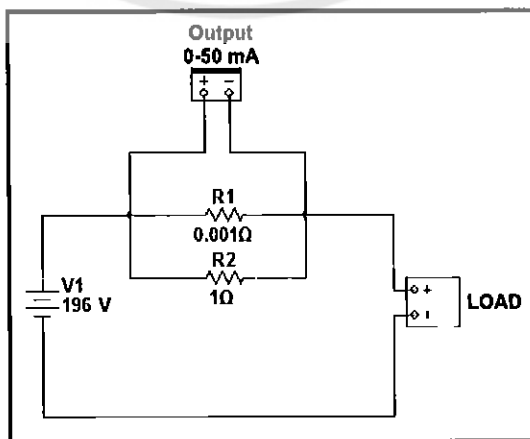 Output
0-50 mA
+ −
R1
0.001Ω
R2
1Ω
V1
196 V
+
LOAD